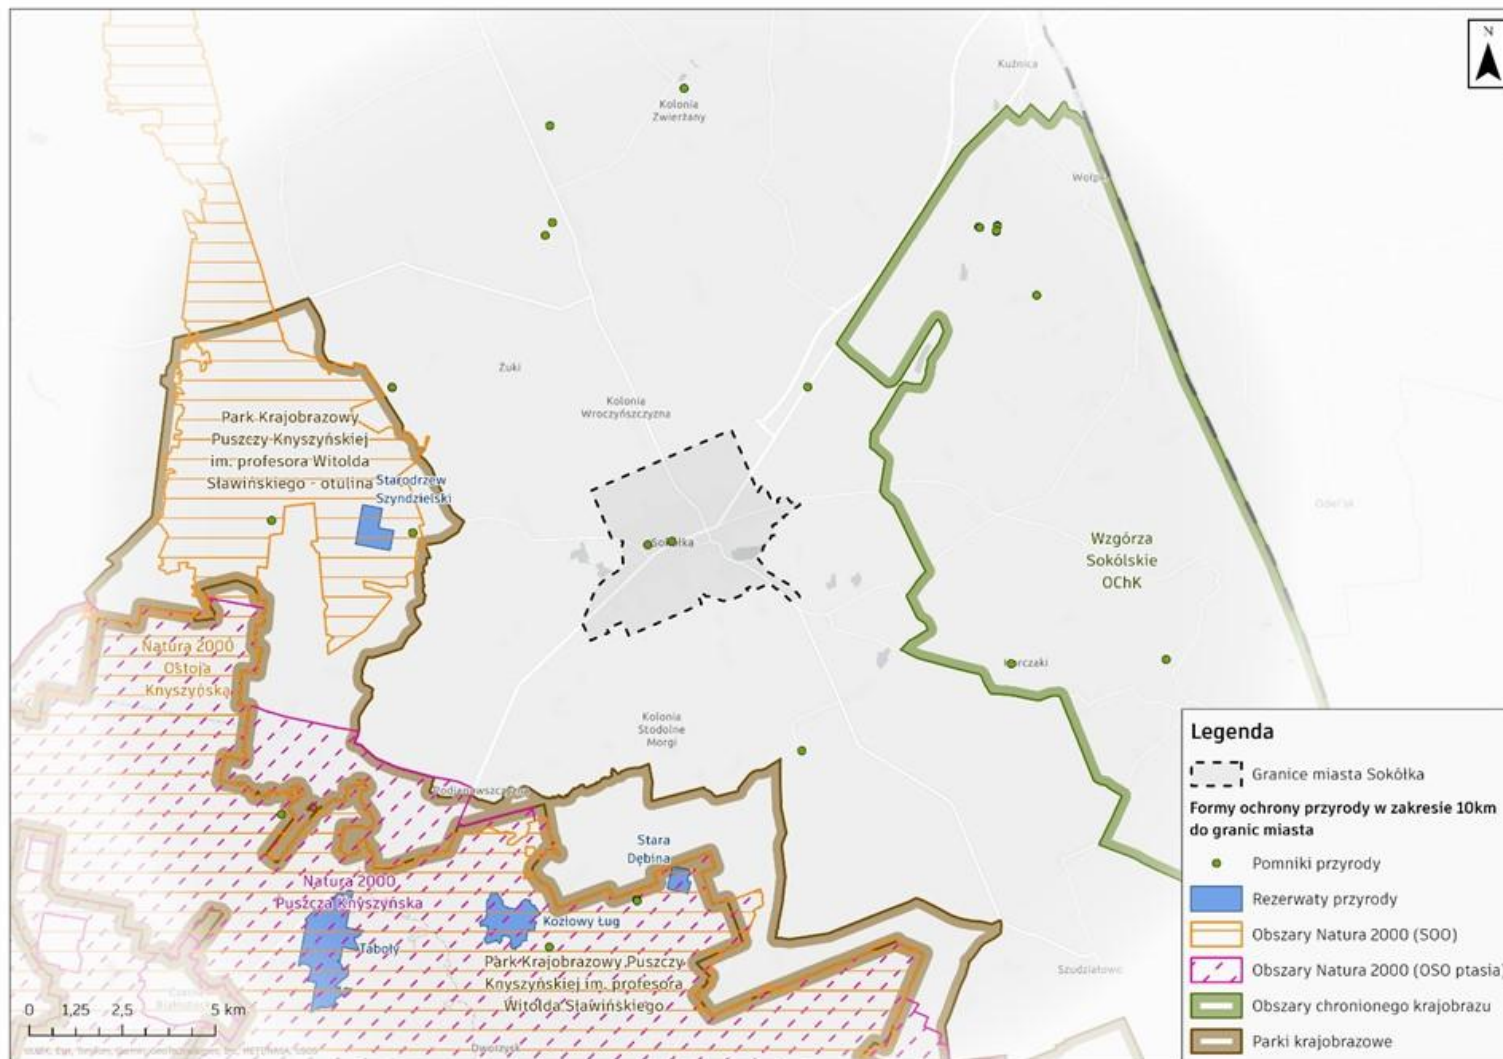 N
Kuźnica
Kolonia
Zwierżany
Żuki
Kolonia
Wroczyńszczyzna
Park Krajobrazowy
Puszczy Knyszyńskiej
im. profesora Witolda
Sławińskiego - otulina
Starodrzew
Szyndzielski
Sokółka
Wzgórza
Sokólskie
OChK
Natura 2000
Ostoja
Knyszyńska
Kolonia
Stodolne
Morgi
Stara
Dębina
Natura 2000
Puszcza Knyszyńska
Kozłowy Ług
Taboły
Park Krajobrazowy Puszczy
Knyszyńskiej im. profesora
Witolda Sławińskiego
Szudziałowo
Dworzysk
0 1,25 2,5 5 km
Legenda
Granice miasta Sokółka
Formy ochrony przyrody w zakresie 10km
do granic miasta
Pomniki przyrody
Rezerwaty przyrody
Obszary Natura 2000 (SOO)
Obszary Natura 2000 (OSO ptasia)
Obszary chronionego krajobrazu
Parki krajobrazowe